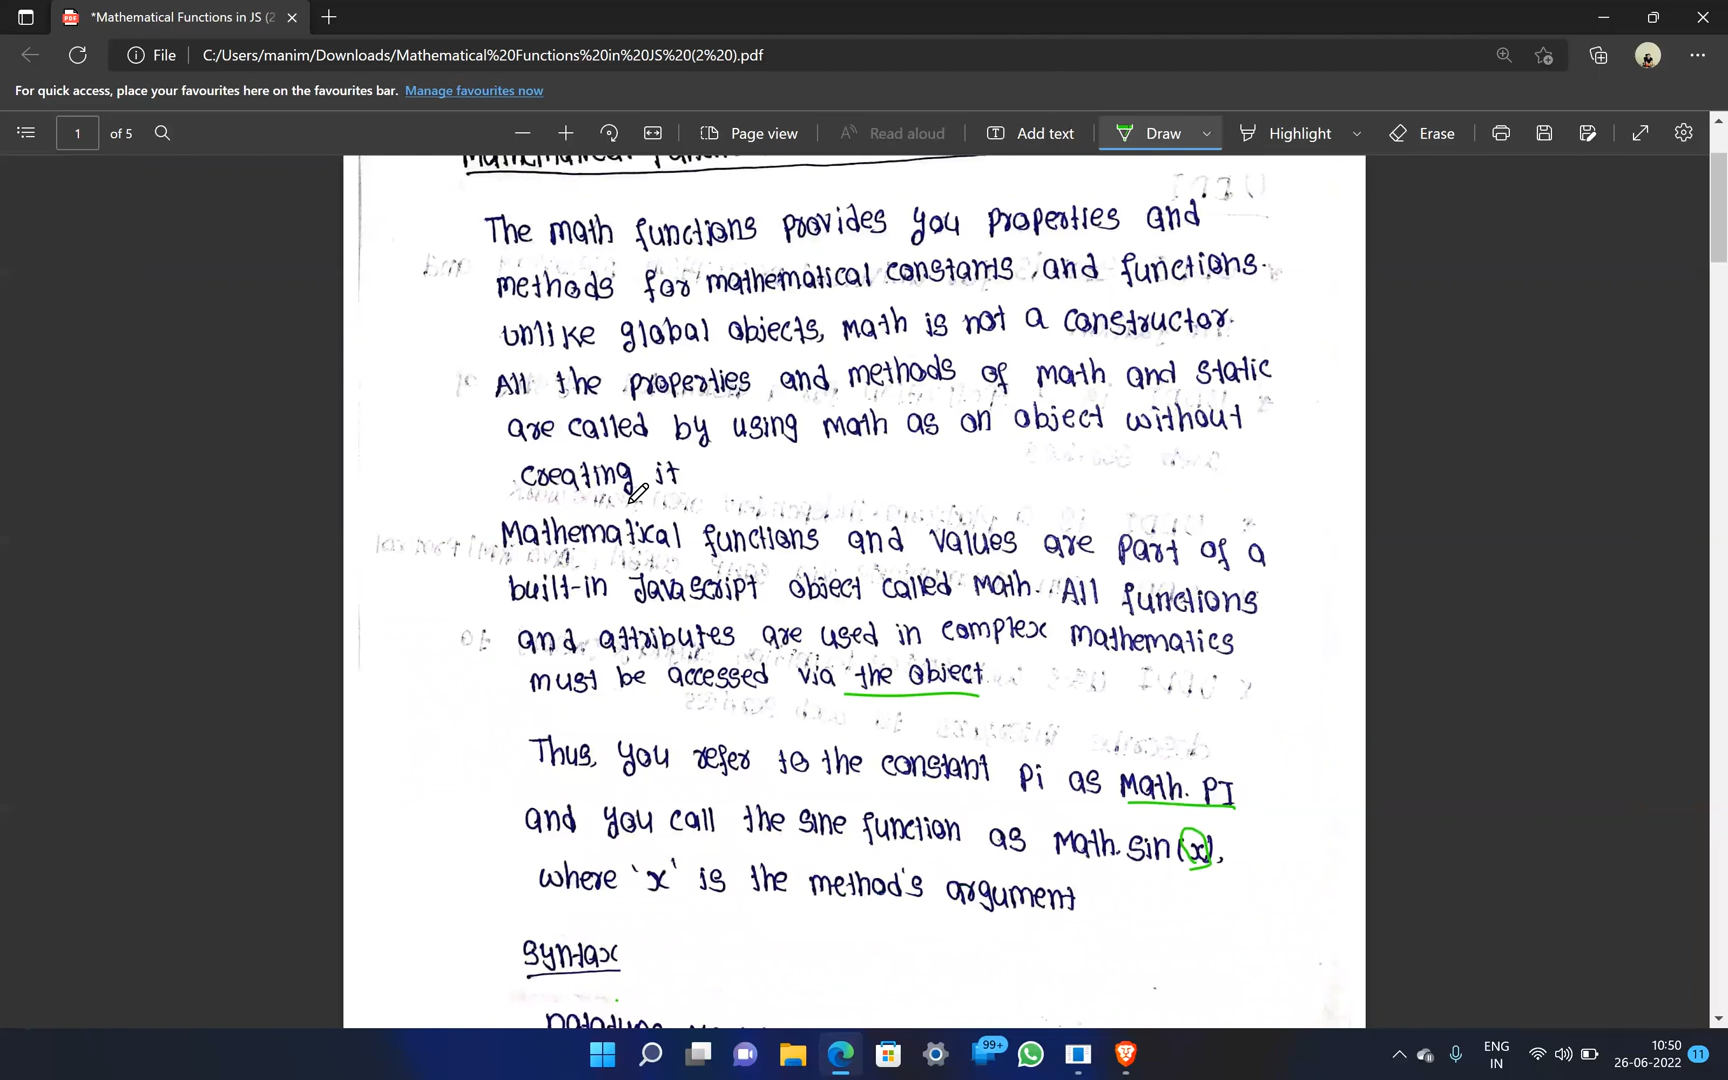 *Mathematical Functions in JS (2
File C:/Users/manim/Downloads/Mathematical%20Functions%20in%20JS%20(2%20).pdf
For quick access, place your favourites here on the favourites bar. Manage favourites now
1 of 5 Page view Read aloud Add text Draw Highlight Erase
The math functions provides you properties and
methods for mathematical constants and functions.
unlike global objects, math is not a constructor.
All the properties and methods of math and static
are called by using math as an object without
creating it
Mathematical functions and values are part of a
built-in Javascript object called Math. All functions
and attributes are used in complex mathematics
must be accessed via the object
Thus, you refer to the constant Pi as Math.PI
and you call the sine function as Math.sin(x),
where 'x' is the method's argument
Syntax
99+
ENG
IN
10:50
26-06-2022
11